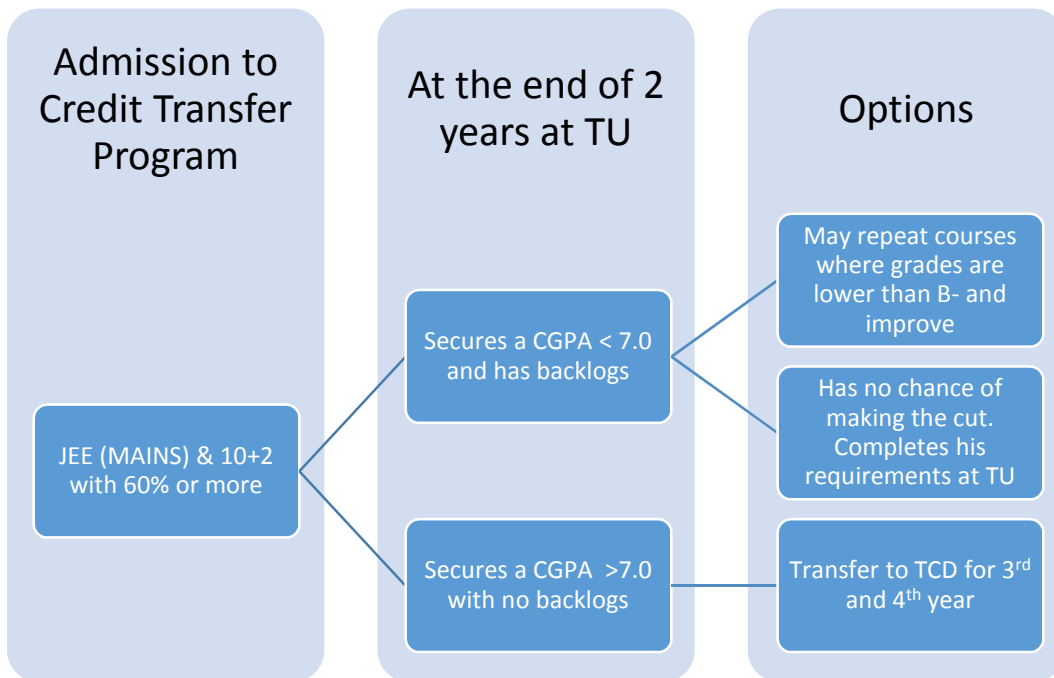 Admission to
Credit Transfer
Program
At the end of 2
years at TU
Options
JEE (MAINS) & 10+2
with 60% or more
Secures a CGPA < 7.0
and has backlogs
Secures a CGPA  >7.0
with no backlogs
May repeat courses
where grades are
lower than B- and
improve
Has no chance of
making the cut.
Completes his
requirements at TU
Transfer to TCD for 3rd
and 4th year